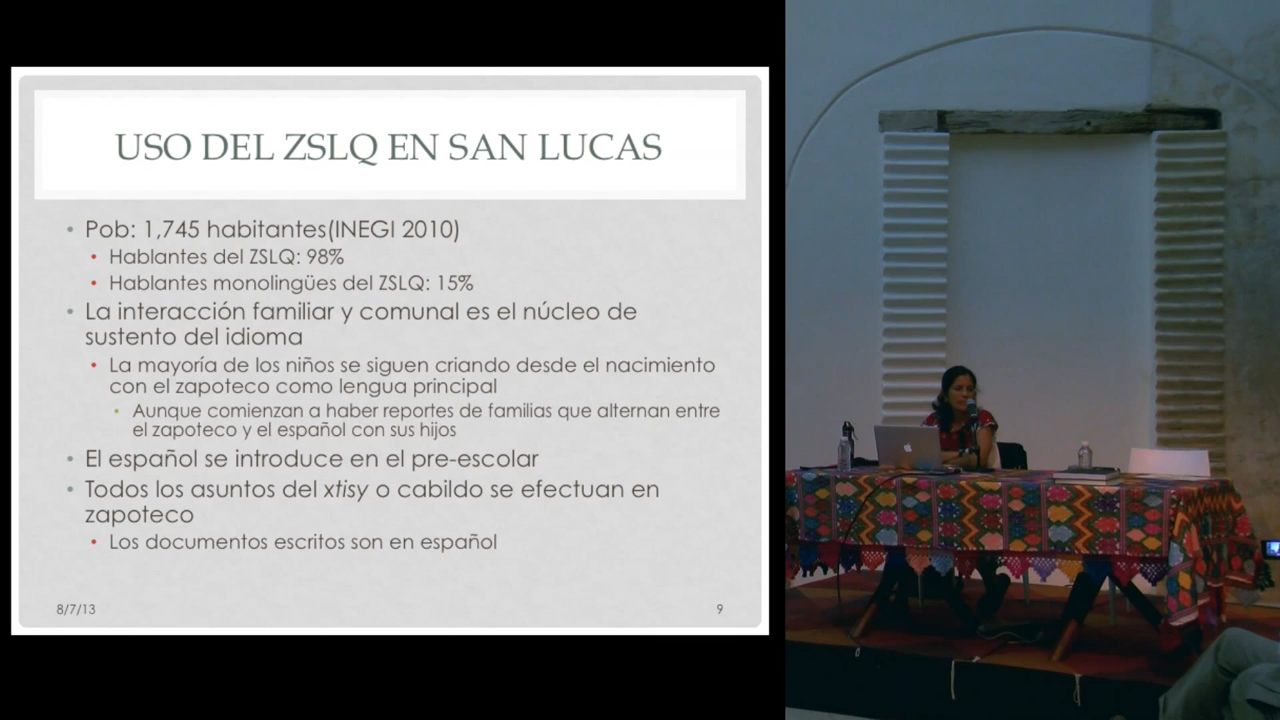 USO DEL ZSLQ EN SAN LUCAS
• Pob: 1,745 habitantes(INEGI 2010)
• Hablantes del ZSLQ: 98%
• Hablantes monolingües del ZSLQ: 15%
• La interacción familiar y comunal es el núcleo de
sustento del idioma
• La mayoría de los niños se siguen criando desde el nacimiento
con el zapoteco como lengua principal
• Aunque comienzan a haber reportes de familias que alternan entre
el zapoteco y el español con sus hijos
• El español se introduce en el pre-escolar
• Todos los asuntos del xtisy o cabildo se efectuan en
zapoteco
• Los documentos escritos son en español
8/7/13
9